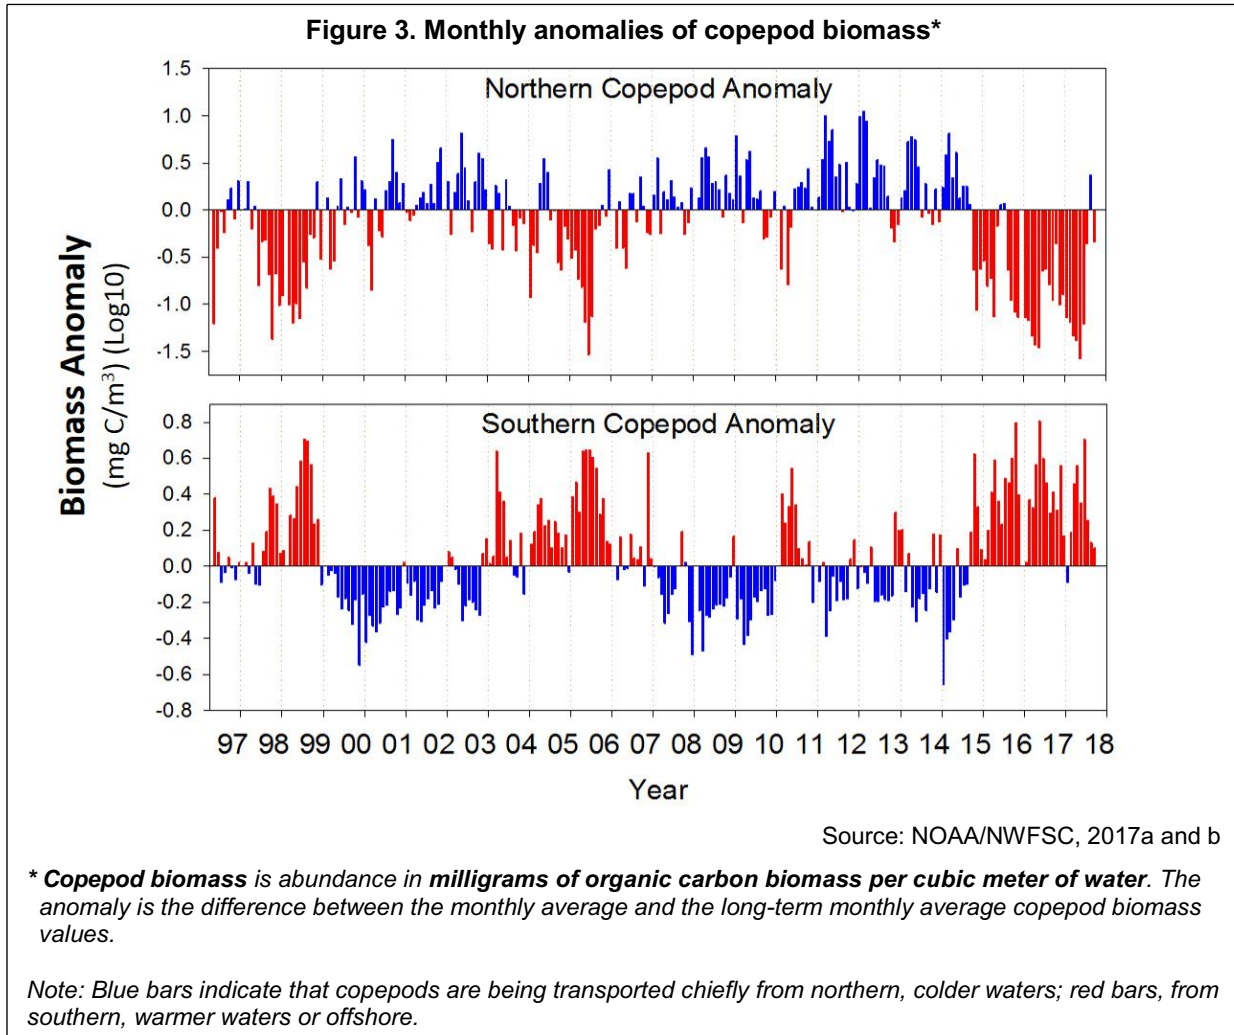 Figure 3. Monthly anomalies of copepod biomass*
Northern Copepod Anomaly
1.5
1.0
0.5
0.0
-0.5
-1.0
-1.5
Biomass Anomaly
(mg C/m³) (Log10)
Southern Copepod Anomaly
0.8
0.6
0.4
0.2
0.0
-0.2
-0.4
-0.6
-0.8
97 98 99 00 01 02 03 04 05 06 07 08 09 10 11 12 13 14 15 16 17 18
Year
Source: NOAA/NWFSC, 2017a and b
* Copepod biomass is abundance in milligrams of organic carbon biomass per cubic meter of water. The
anomaly is the difference between the monthly average and the long-term monthly average copepod biomass
values.
Note: Blue bars indicate that copepods are being transported chiefly from northern, colder waters; red bars, from
southern, warmer waters or offshore.